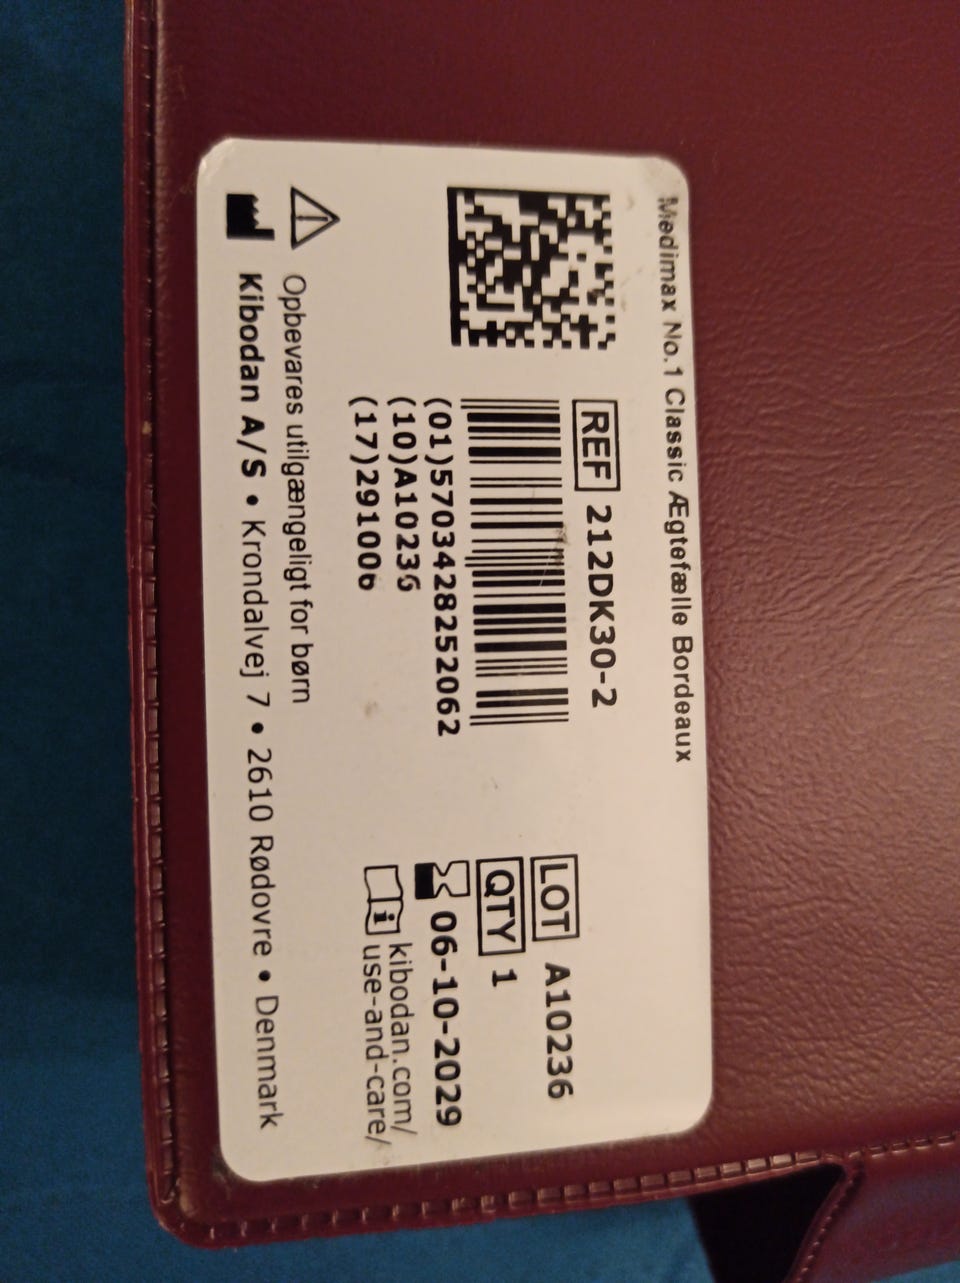 Medimax No.1 Classic Ægtefælle Bordeaux
REF 212DK30-2
(01)5703428252062
(10)A10236
(17)291006
LOT A10236
QTY 1
06-10-2029
kibodan.com/
use-and-care/
Opbevares utilgængeligt for børn
Kibodan A/S • Krondalvej 7 • 2610 Rødovre • Denmark